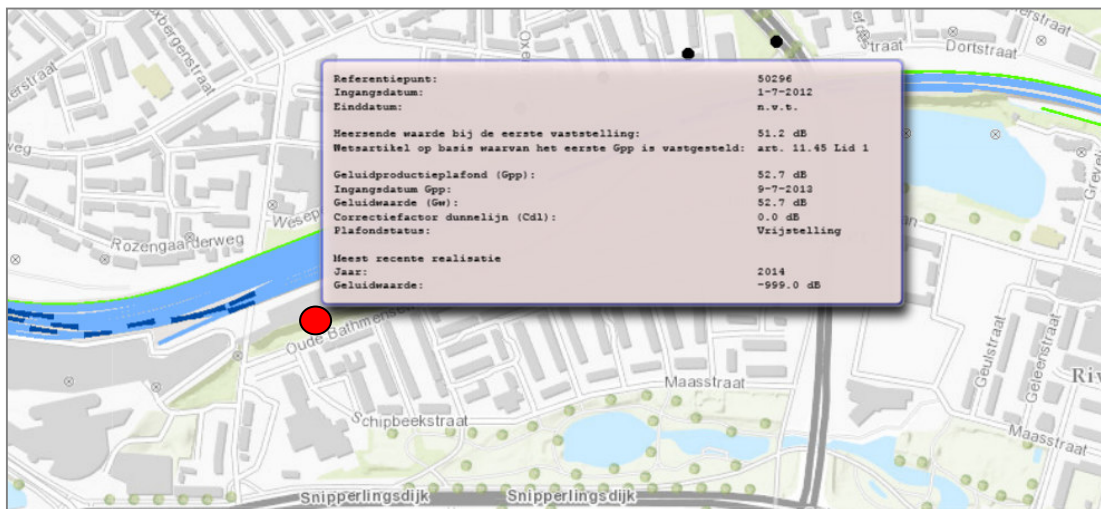 Dortstraat
Referentiepunt: 50296
Ingangsdatum: 1-7-2012
Einddatum: n.v.t.
Heersende waarde bij de eerste vaststelling: 51.2 dB
Wetsartikel op basis waarvan het eerste Gpp is vastgesteld: art. 11.45 Lid 1
Geluidproductieplafond (Gpp): 52.7 dB
Ingangsdatum Gpp: 9-7-2013
Geluidwaarde (Gw): 52.7 dB
Correctiefactor dunnelijn (Cdl): 0.0 dB
Plafondstatus: Vrijstelling
Meest recente realisatie
Jaar: 2014
Geluidwaarde: -999.0 dB
Rozengaarderweg
Oude
Maasstraat
Geulstraat
Geleenstraat
Schipbeekstraat
Maasstraat
Snipperlingsdijk
Snipperlingsdijk